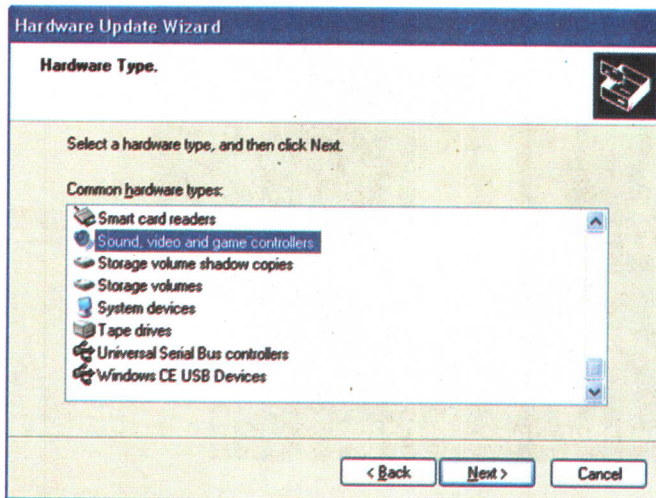 Hardware Update Wizard
Hardware Type.
Select a hardware type, and then click Next.
Common hardware types:
Smart card readers
Sound, video and game controllers
Storage volume shadow copies
Storage volumes
System devices
Tape drives
Universal Serial Bus controllers
Windows CE USB Devices
< Back Next > Cancel